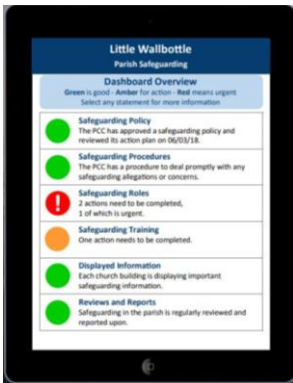 Little Wallbottle
Parish Safeguarding
Dashboard Overview
Green is good - Amber for action - Red means urgent
Select any statement for more information
Safeguarding Policy
The PCC has approved a safeguarding policy and
reviewed its action plan on 06/03/18.
Safeguarding Procedures
The PCC has a procedure to deal promptly with any
safeguarding allegations or concerns.
!
Safeguarding Roles
2 actions need to be completed,
1 of which is urgent.
Safeguarding Training
One action needs to be completed.
Displayed Information
Each church building is displaying important
safeguarding information.
Reviews and Reports
Safeguarding in the parish is regularly reviewed and
reported upon.